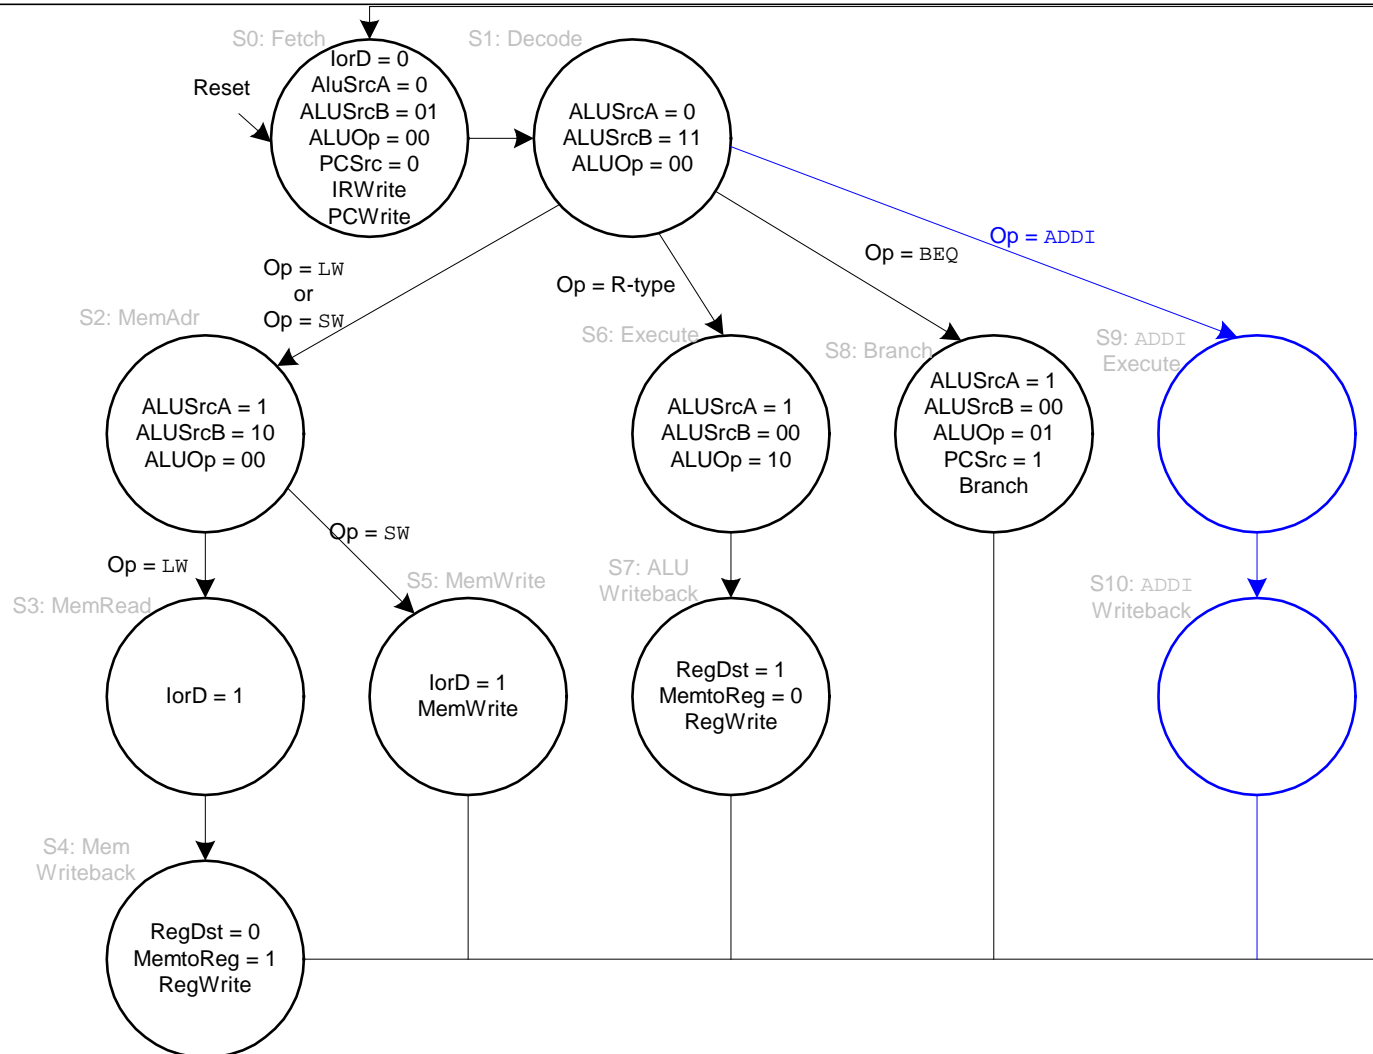 S0: Fetch
S1: Decode
Reset
IorD = 0
AluSrcA = 0
ALUSrcB = 01
ALUOp = 00
PCSrc = 0
IRWrite
PCWrite
ALUSrcA = 0
ALUSrcB = 11
ALUOp = 00
Op = LW
or
Op = SW
Op = R-type
Op = BEQ
Op = ADDI
S2: MemAdr
ALUSrcA = 1
ALUSrcB = 10
ALUOp = 00
S6: Execute
ALUSrcA = 1
ALUSrcB = 00
ALUOp = 10
S8: Branch
ALUSrcA = 1
ALUSrcB = 00
ALUOp = 01
PCSrc = 1
Branch
S9: ADDI
Execute
Op = LW
Op = SW
S3: MemRead
IorD = 1
S5: MemWrite
IorD = 1
MemWrite
S7: ALU
Writeback
RegDst = 1
MemtoReg = 0
RegWrite
S10: ADDI
Writeback
S4: Mem
Writeback
RegDst = 0
MemtoReg = 1
RegWrite